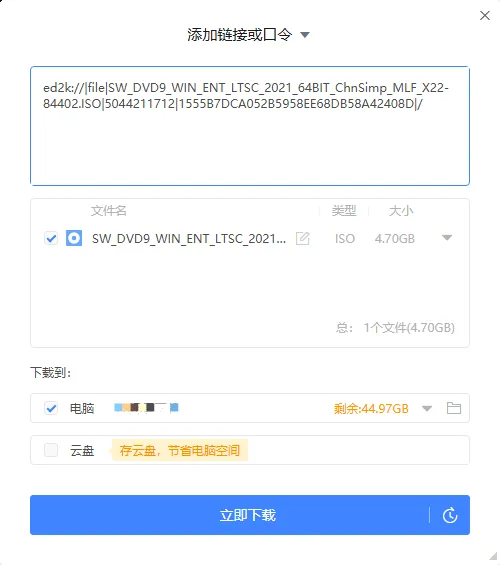 添加链接或口令
ed2k://|file|SW_DVD9_WIN_ENT_LTSC_2021_64BIT_ChnSimp_MLF_X22-
84402.ISO|5044211712|1555B7DCA052B5958EE68DB58A42408D|/
文件名 类型 大小
SW_DVD9_WIN_ENT_LTSC_2021... ISO 4.70GB
总： 1个文件(4.70GB)
下载到：
电脑 剩余:44.97GB
云盘 存云盘，节省电脑空间
立即下载